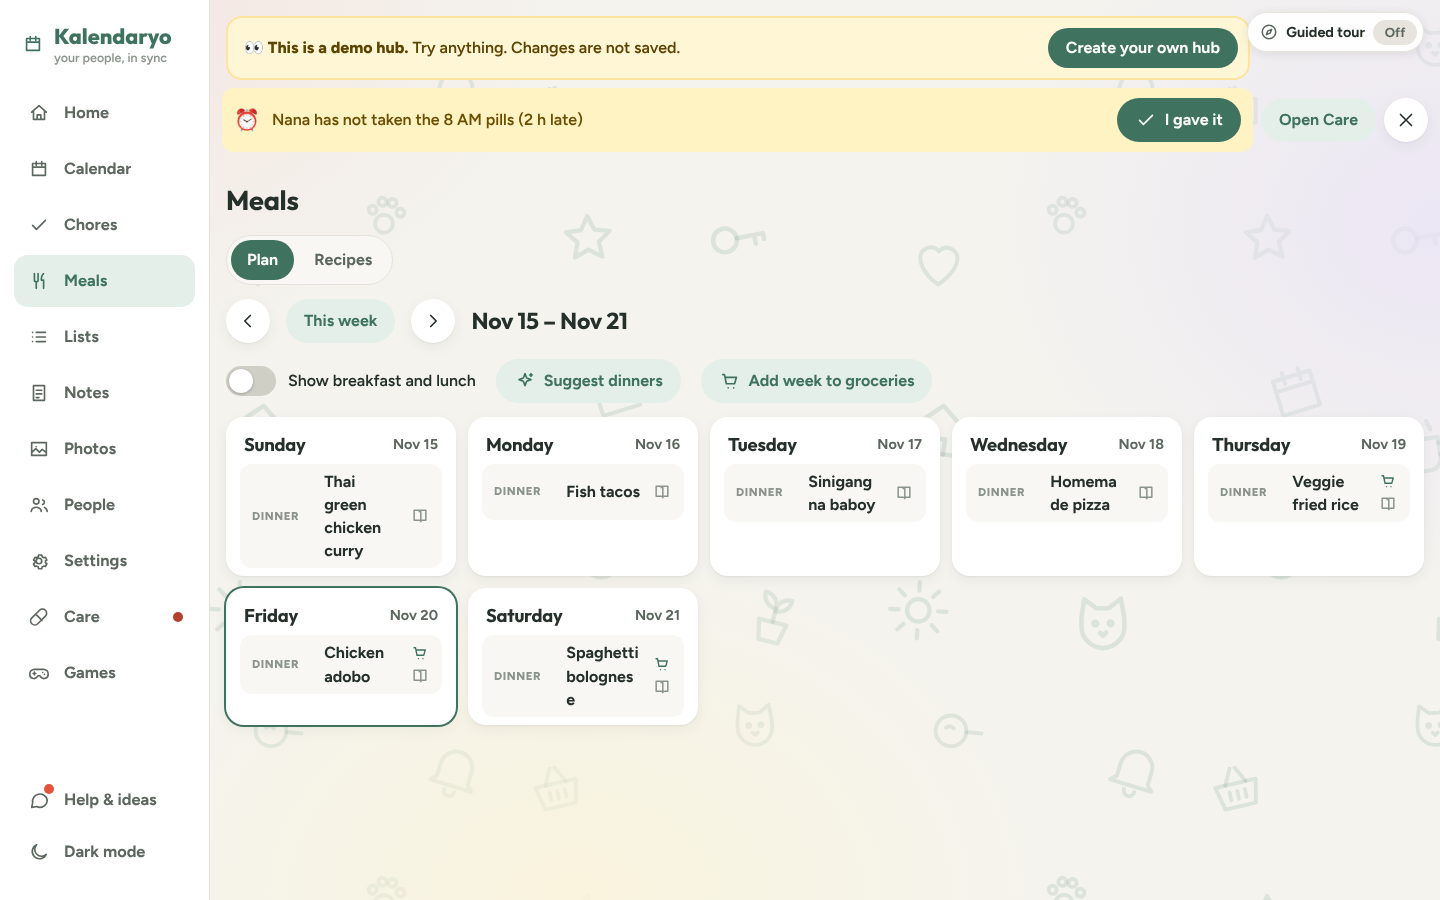 Kalendaryo
your people, in sync
Home
Calendar
Chores
Meals
Lists
Notes
Photos
People
Settings
Care
Games
Help & ideas
Dark mode
👀 This is a demo hub. Try anything. Changes are not saved.
Create your own hub
Guided tour Off
⏰ Nana has not taken the 8 AM pills (2 h late)
I gave it
Open Care
Meals
Plan Recipes
This week
Nov 15 – Nov 21
Show breakfast and lunch
Suggest dinners
Add week to groceries
Sunday Nov 15
DINNER
Thai
green
chicken
curry
Monday Nov 16
DINNER Fish tacos
Tuesday Nov 17
DINNER
Sinigang
na baboy
Wednesday Nov 18
DINNER
Homema
de pizza
Thursday Nov 19
DINNER
Veggie
fried rice
Friday Nov 20
DINNER
Chicken
adobo
Saturday Nov 21
DINNER
Spaghetti
bolognes
e